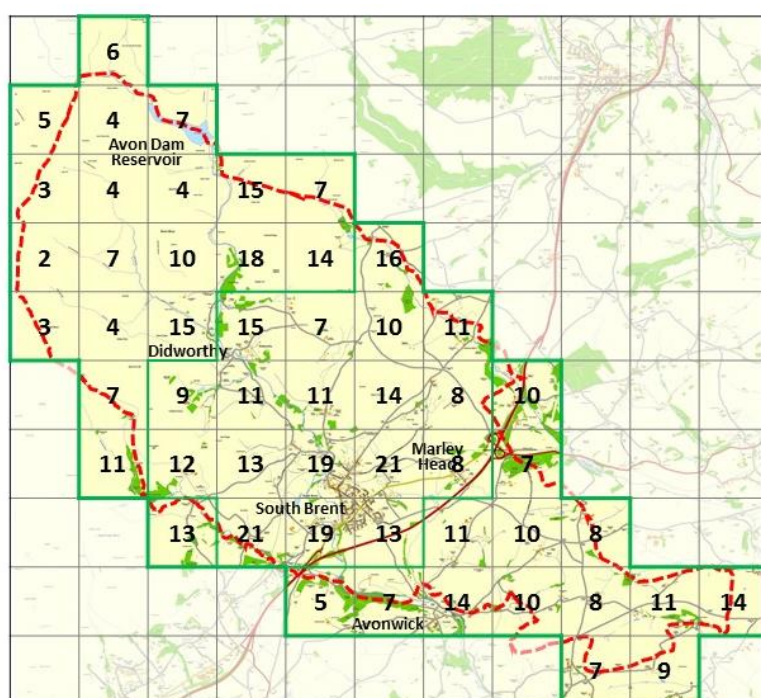 6
5 4 7
Avon Dam
Reservoir
3 4 4 15 7
2 7 10 18 14 16
3 4 15 15 7 10 11
Didworthy
7 9 11 11 14 8 10
Marley
Head
11 12 13 19 21 8 7
South Brent
13 21 19 13 11 10 8
5 7 14 10 8 11 14
Avonwick
7 9